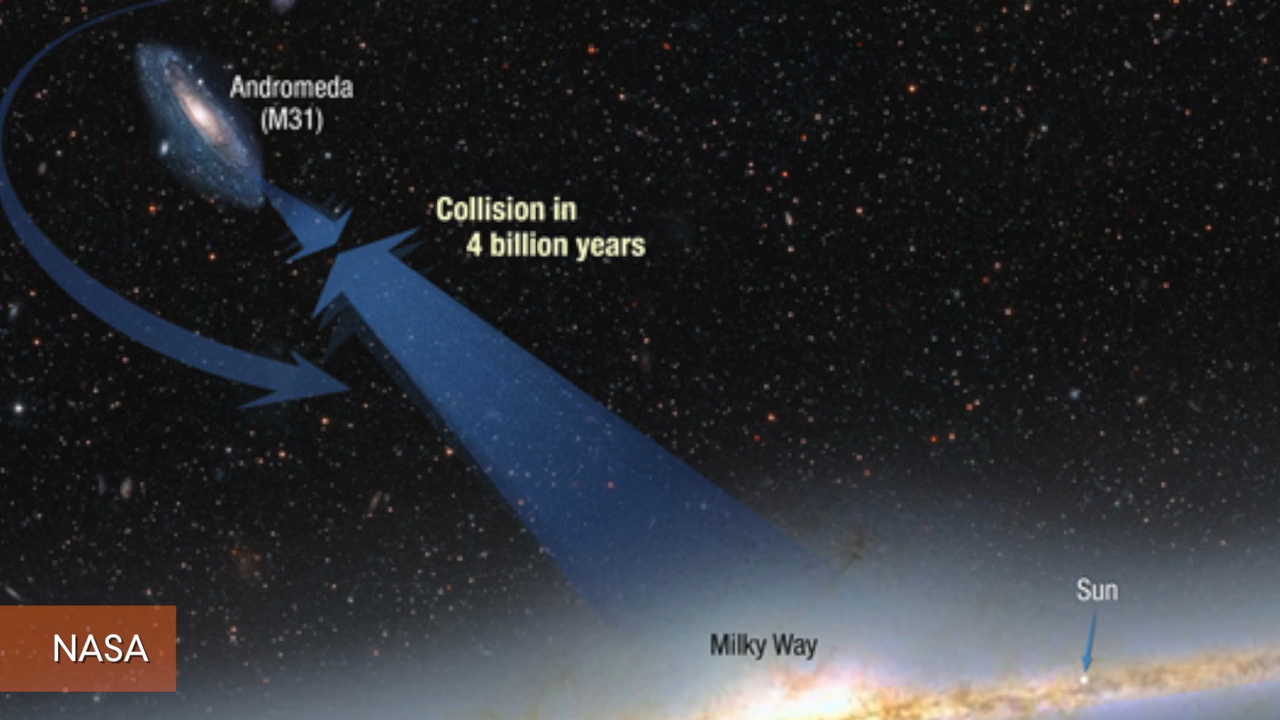 Andromeda
(M31)
Collision in
4 billion years
Sun
Milky Way
NASA